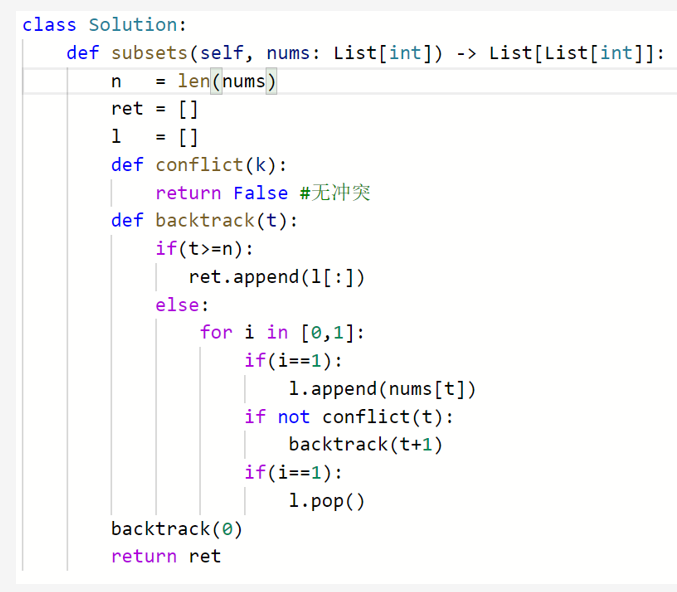 class Solution:
    def subsets(self, nums: List[int]) -> List[List[int]]:
        n   = len(nums)
        ret = []
        l   = []
        def conflict(k):
            return False #无冲突
        def backtrack(t):
            if(t>=n):
               ret.append(l[:])
            else:
                for i in [0,1]:
                    if(i==1):
                        l.append(nums[t])
                    if not conflict(t):
                        backtrack(t+1)
                    if(i==1):
                        l.pop()
        backtrack(0)
        return ret